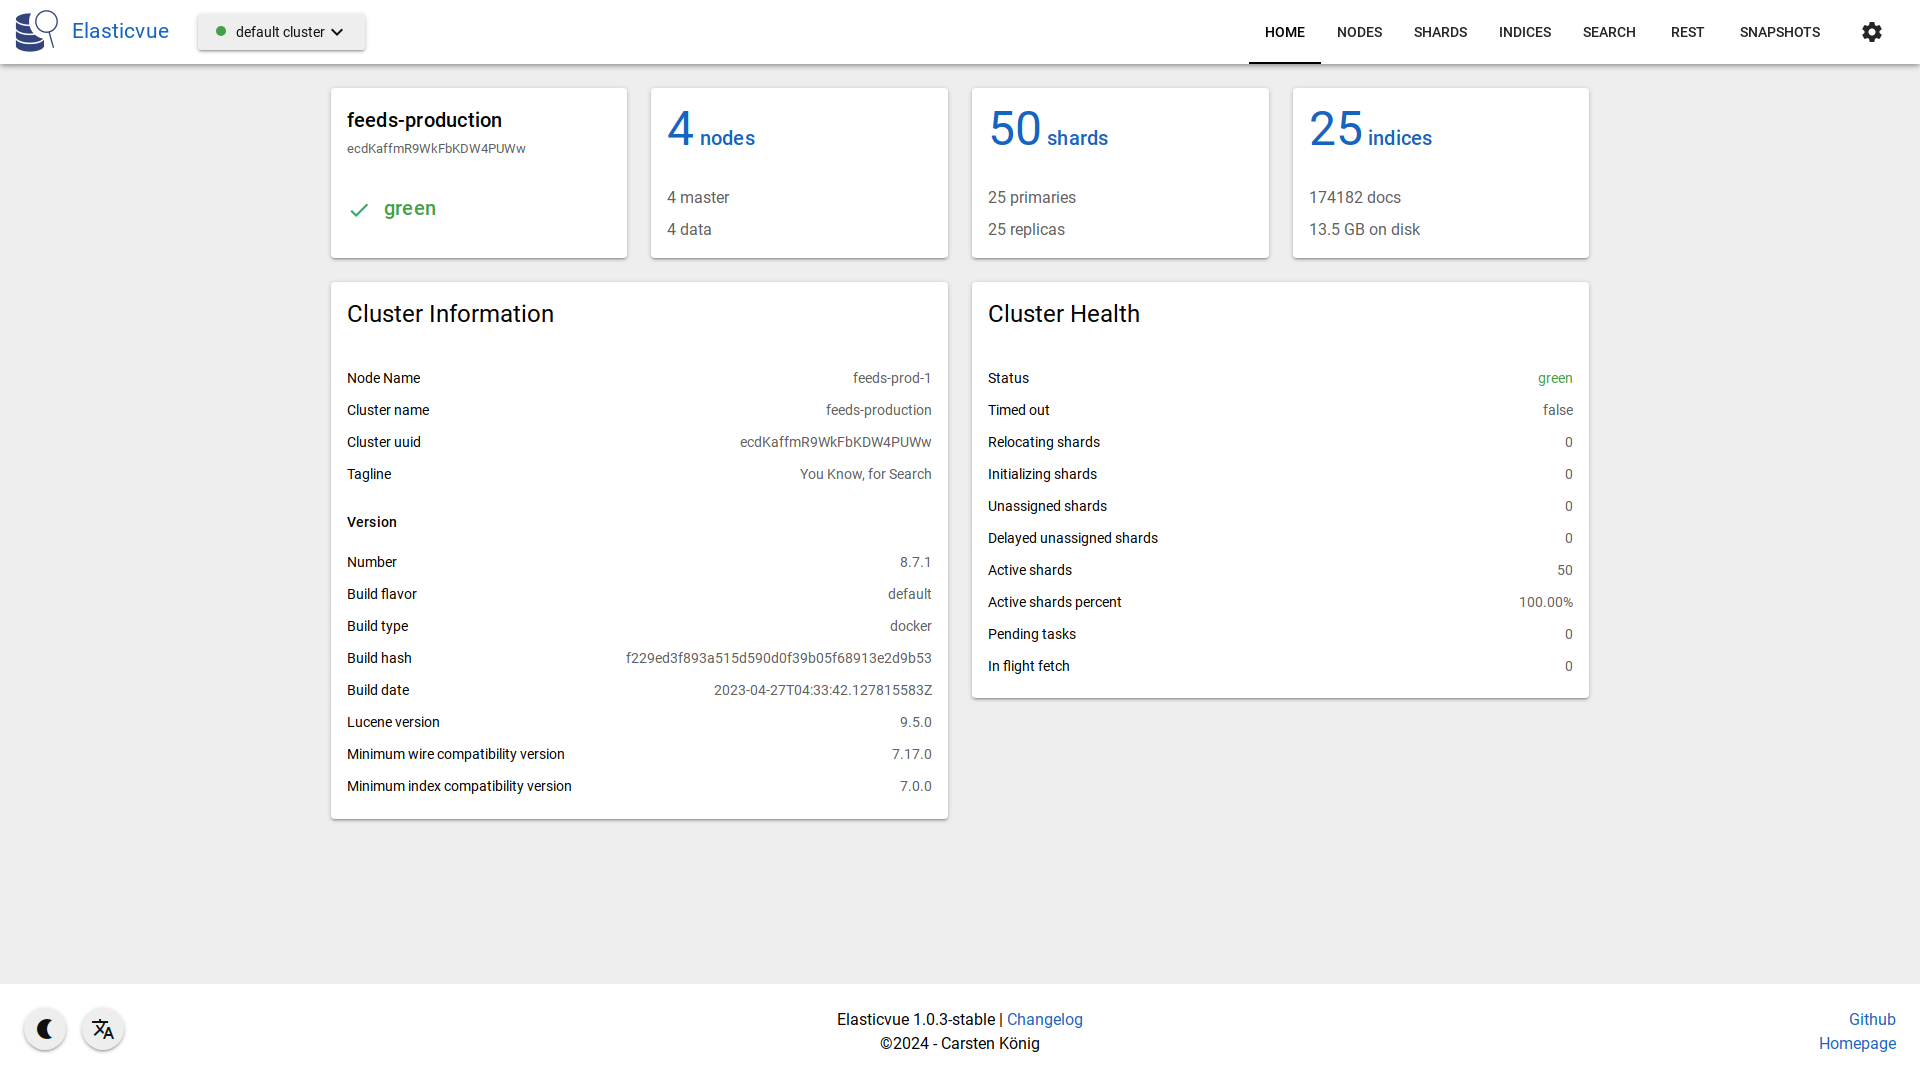 Elasticvue
default cluster
HOME
NODES
SHARDS
INDICES
SEARCH
REST
SNAPSHOTS
feeds-production
ecdKaffmR9WkFbKDW4PUWw
green
4 nodes
4 master
4 data
50 shards
25 primaries
25 replicas
25 indices
174182 docs
13.5 GB on disk
Cluster Information
Node Name feeds-prod-1
Cluster name feeds-production
Cluster uuid ecdKaffmR9WkFbKDW4PUWw
Tagline You Know, for Search
Version
Number 8.7.1
Build flavor default
Build type docker
Build hash f229ed3f893a515d590d0f39b05f68913e2d9b53
Build date 2023-04-27T04:33:42.127815583Z
Lucene version 9.5.0
Minimum wire compatibility version 7.17.0
Minimum index compatibility version 7.0.0
Cluster Health
Status green
Timed out false
Relocating shards 0
Initializing shards 0
Unassigned shards 0
Delayed unassigned shards 0
Active shards 50
Active shards percent 100.00%
Pending tasks 0
In flight fetch 0
Elasticvue 1.0.3-stable | Changelog
©2024 - Carsten König
Github
Homepage